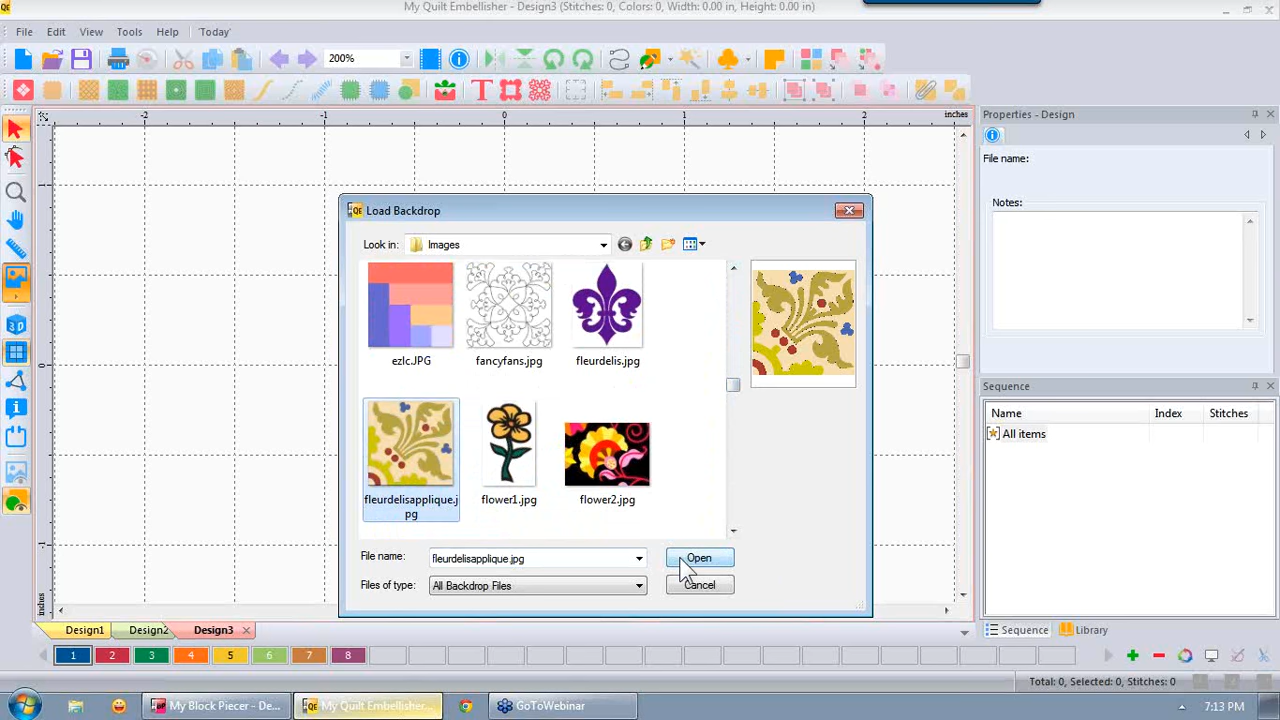 My Quilt Embellisher - Design3 (Stitches: 0, Colors: 0, Width: 0.00 in, Height: 0.00 in)
File Edit View Tools Help Today
200%
-2 -1 0 1 2 inches
Properties - Design
File name:
Notes:
Load Backdrop
Look in: Images
ezlc.JPG fancyfans.jpg fleurdelis.jpg
fleurdelisapplique.j
pg
flower1.jpg flower2.jpg
File name: fleurdelisapplique.jpg Open
Files of type: All Backdrop Files Cancel
1
0
-1
inches
Sequence
Name Index Stitches
All items
Design1 Design2 Design3
Sequence Library
1 2 3 4 5 6 7 8
Total: 0, Selected: 0, Stitches: 0
My Block Piecer - De... My Quilt Embellisher... GoToWebinar 7:13 PM